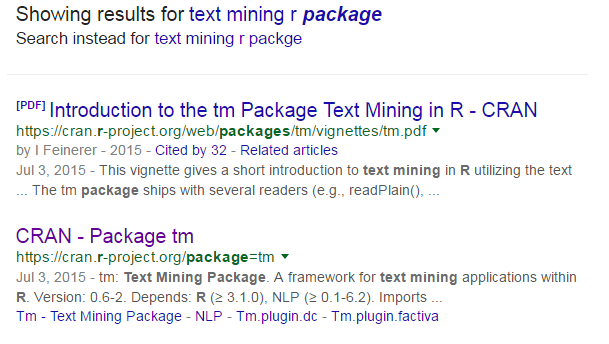 Showing results for text mining r package
Search instead for text mining r packge
[PDF] Introduction to the tm Package Text Mining in R - CRAN
https://cran.r-project.org/web/packages/tm/vignettes/tm.pdf
by I Feinerer - 2015 - Cited by 32 - Related articles
Jul 3, 2015 - This vignette gives a short introduction to text mining in R utilizing the text
... The tm package ships with several readers (e.g., readPlain(), ...
CRAN - Package tm
https://cran.r-project.org/package=tm
Jul 3, 2015 - tm: Text Mining Package. A framework for text mining applications within
R. Version: 0.6-2. Depends: R (≥ 3.1.0), NLP (≥ 0.1-6.2). Imports ...
Tm - Text Mining Package - NLP - Tm.plugin.dc - Tm.plugin.factiva